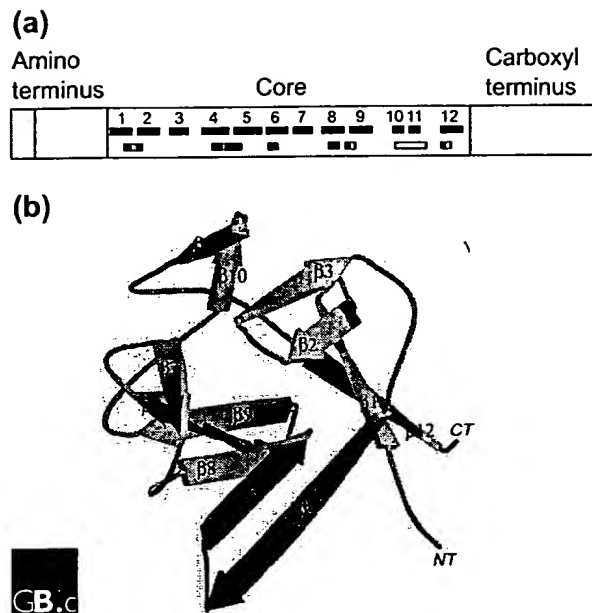 (a)
Amino terminus
Core
Carboxyl terminus
1 2 3 4 5 6 7 8 9 10 11 12
(b)
β10
β3
β2
β9
β8
β12
CT
NT
GB.c